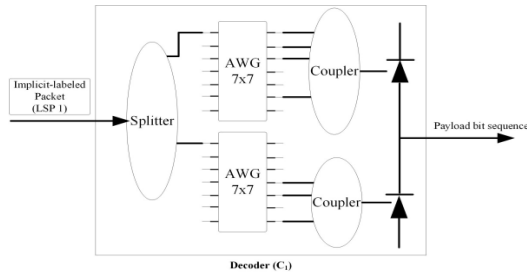 Implicit-labeled
Packet
(LSP 1)
Splitter
AWG
7x7
Coupler
Payload bit sequence
AWG
7x7
Coupler
Decoder (C₁)